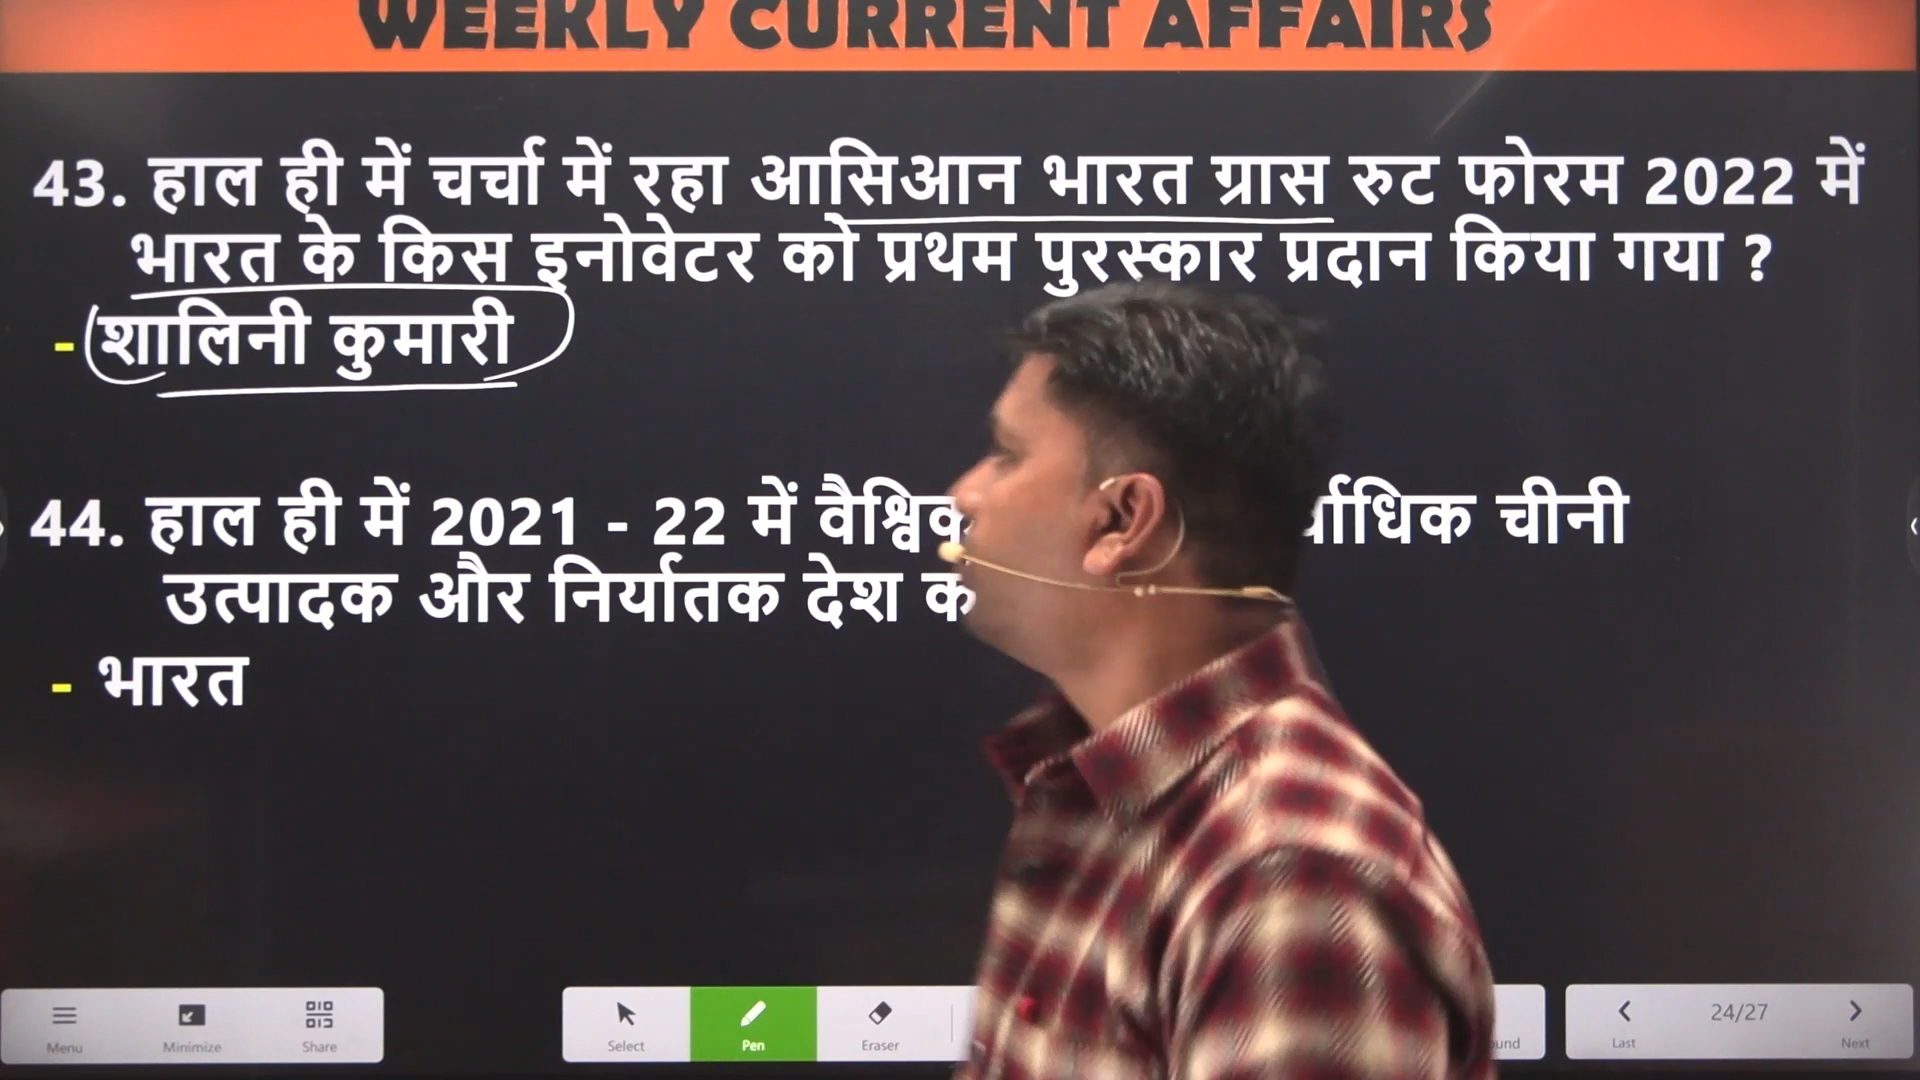 WEEKLY CURRENT AFFAIRS
43. हाल ही में चर्चा में रहा आसिआन भारत ग्रास रुट फोरम 2022 में
भारत के किस इनोवेटर को प्रथम पुरस्कार प्रदान किया गया ?
- शालिनी कुमारी
44. हाल ही में 2021 - 22 में चीनी
उत्पादक और निर्यातक देश
- भारत
Menu Minimize Share Select Pen Eraser Last 24/27 Next